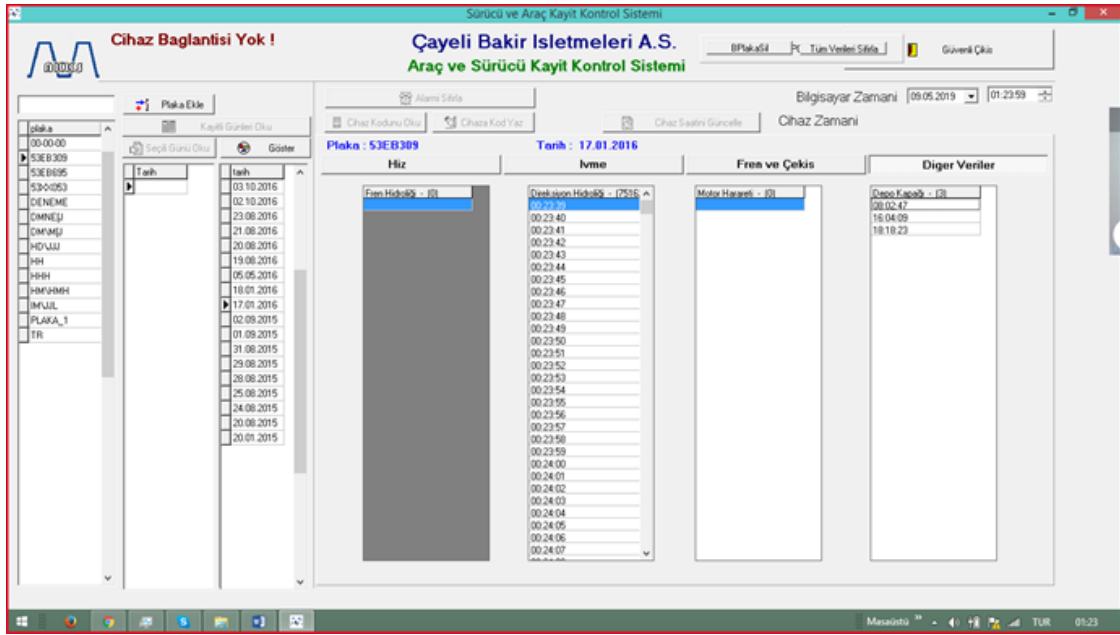 Sürücü ve Araç Kayit Kontrol Sistemi
Cihaz Baglantisi Yok !
Çayeli Bakir Isletmeleri A.S.
Araç ve Sürücü Kayit Kontrol Sistemi
BPlakaSil
Tüm Verileri Sifirla
Güvenli Çikis
Plaka Ekle
Kayitli Günleri Oku
Seçili Günü Oku
Göster
Alarmi Sifirla
Bilgisayar Zamani
09.05.2019
01:23:59
Cihaz Kodunu Oku
Cihaza Kod Yaz
Cihaz Saatini Güncelle
Cihaz Zamani
Plaka : 53EB309
Tarih : 17.01.2016
Hiz
Ivme
Fren ve Çekis
Diger Veriler
plaka
00-00-00
53EB309
53EB695
DENEME
HH
HHH
PLAKA_1
TR
Tarih
tarih
03.10.2016
02.10.2016
23.08.2016
21.08.2016
20.08.2016
19.08.2016
05.05.2016
18.01.2016
17.01.2016
02.09.2015
01.09.2015
31.08.2015
29.08.2015
28.08.2015
25.08.2015
24.08.2015
20.08.2015
20.01.2015
Fren Hidroliği - (0)
Direksiyon Hidroliği - (7516
00:23:39
00:23:40
00:23:41
00:23:42
00:23:43
00:23:44
00:23:45
00:23:46
00:23:47
00:23:48
00:23:49
00:23:50
00:23:51
00:23:52
00:23:53
00:23:54
00:23:55
00:23:56
00:23:57
00:23:58
00:23:59
00:24:00
00:24:01
00:24:02
00:24:03
00:24:04
00:24:05
00:24:06
00:24:07
Motor Harareti - (0)
Depo Kapağı - (3)
08:02:47
16:04:09
18:18:23
Masaüstü
TUR
01:23